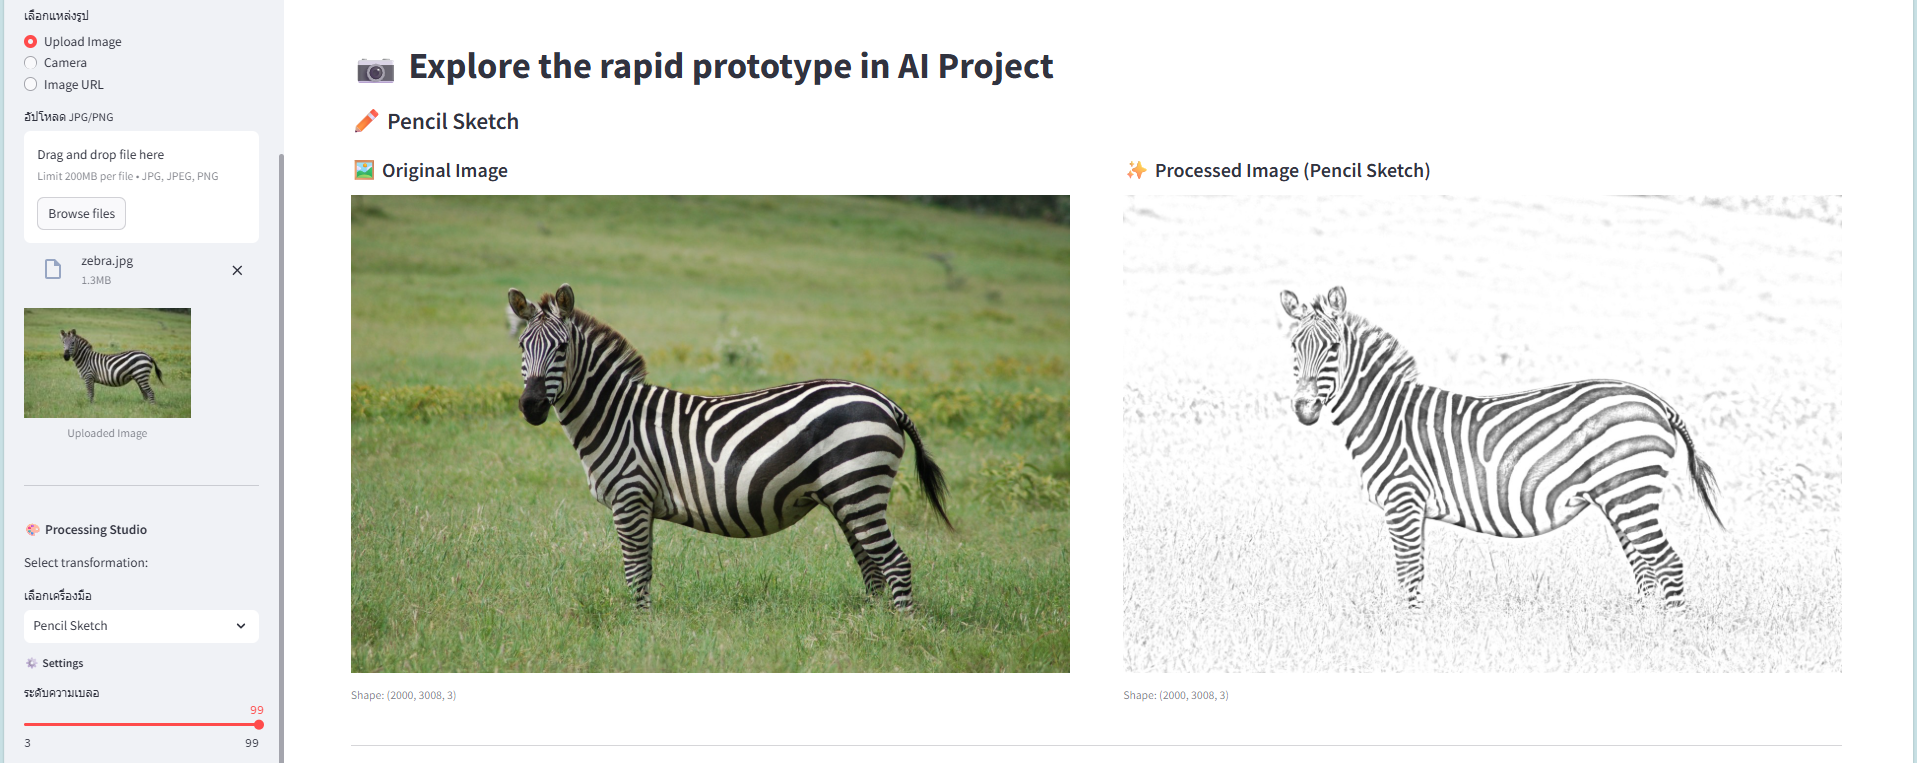 เลือกแหล่งรูป
Upload Image
Camera
Image URL
อัปโหลด JPG/PNG
Drag and drop file here
Limit 200MB per file • JPG, JPEG, PNG
Browse files
zebra.jpg
1.3MB
Uploaded Image
🎨 Processing Studio
Select transformation:
เลือกเครื่องมือ
Pencil Sketch
⚙️ Settings
ระดับความเบลอ
99
3 99
📷 Explore the rapid prototype in AI Project
✏️ Pencil Sketch
🖼️ Original Image
Shape: (2000, 3008, 3)
✨ Processed Image (Pencil Sketch)
Shape: (2000, 3008, 3)